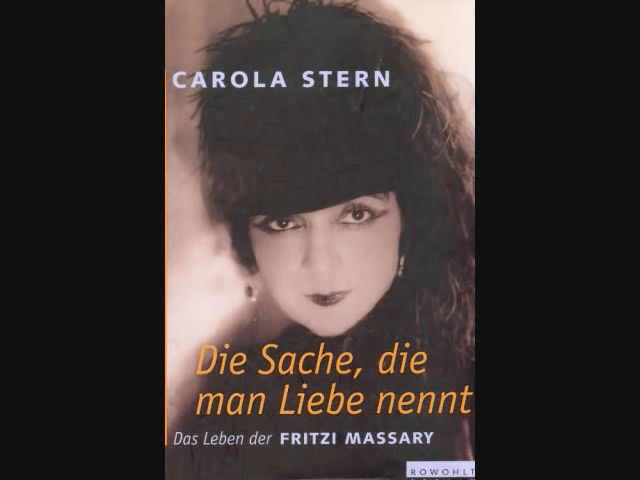 CAROLA STERN
Die Sache, die
man Liebe nennt
Das Leben der FRITZI MASSARY
ROWOHLT